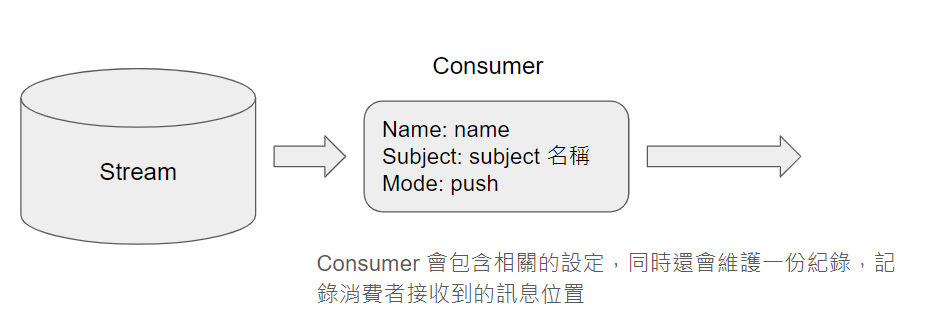 Consumer
Stream
Name: name
Subject: subject 名稱
Mode: push
Consumer 會包含相關的設定，同時還會維護一份紀錄，記
錄消費者接收到的訊息位置